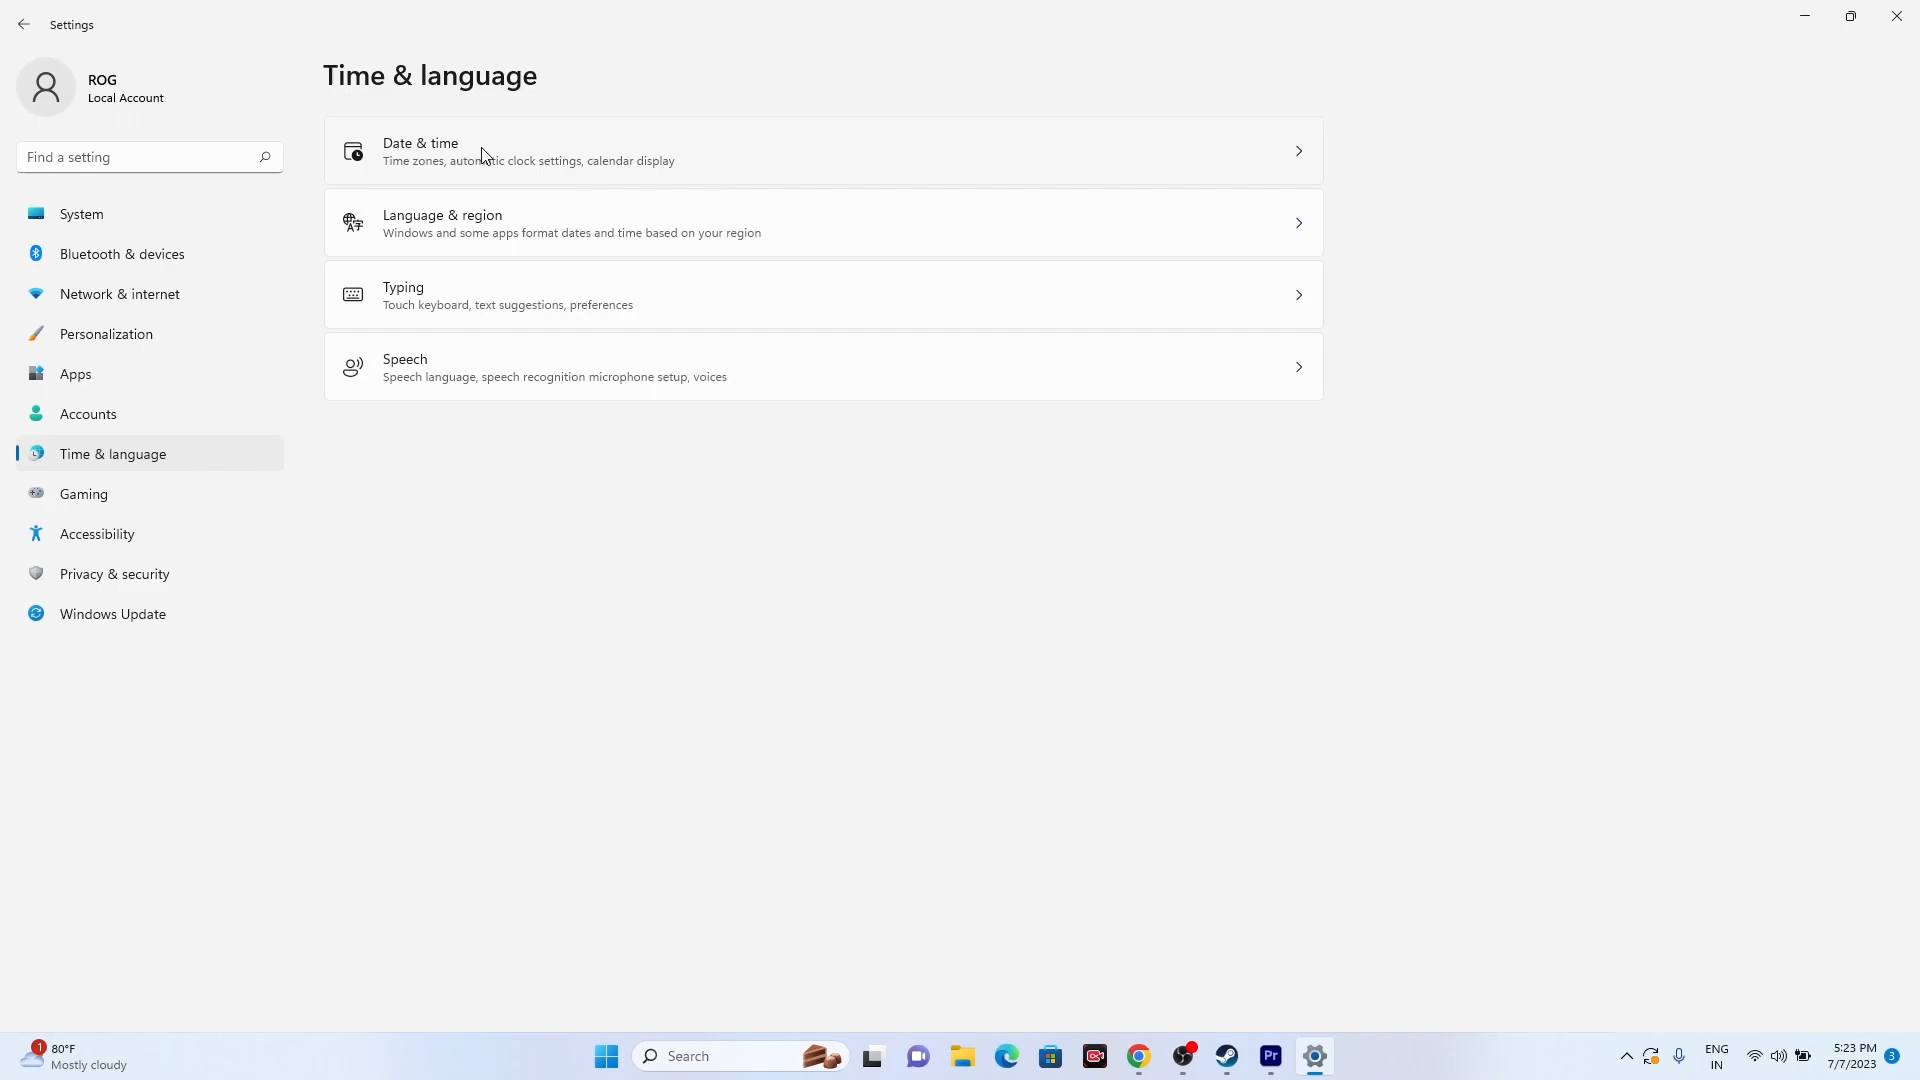 Settings
ROG
Local Account
Find a setting
System
Bluetooth & devices
Network & internet
Personalization
Apps
Accounts
Time & language
Gaming
Accessibility
Privacy & security
Windows Update
Time & language
Date & time
Time zones, automatic clock settings, calendar display
Language & region
Windows and some apps format dates and time based on your region
Typing
Touch keyboard, text suggestions, preferences
Speech
Speech language, speech recognition microphone setup, voices
1
80°F
Mostly cloudy
Search
Pr
ENG
IN
5:23 PM
7/7/2023
3